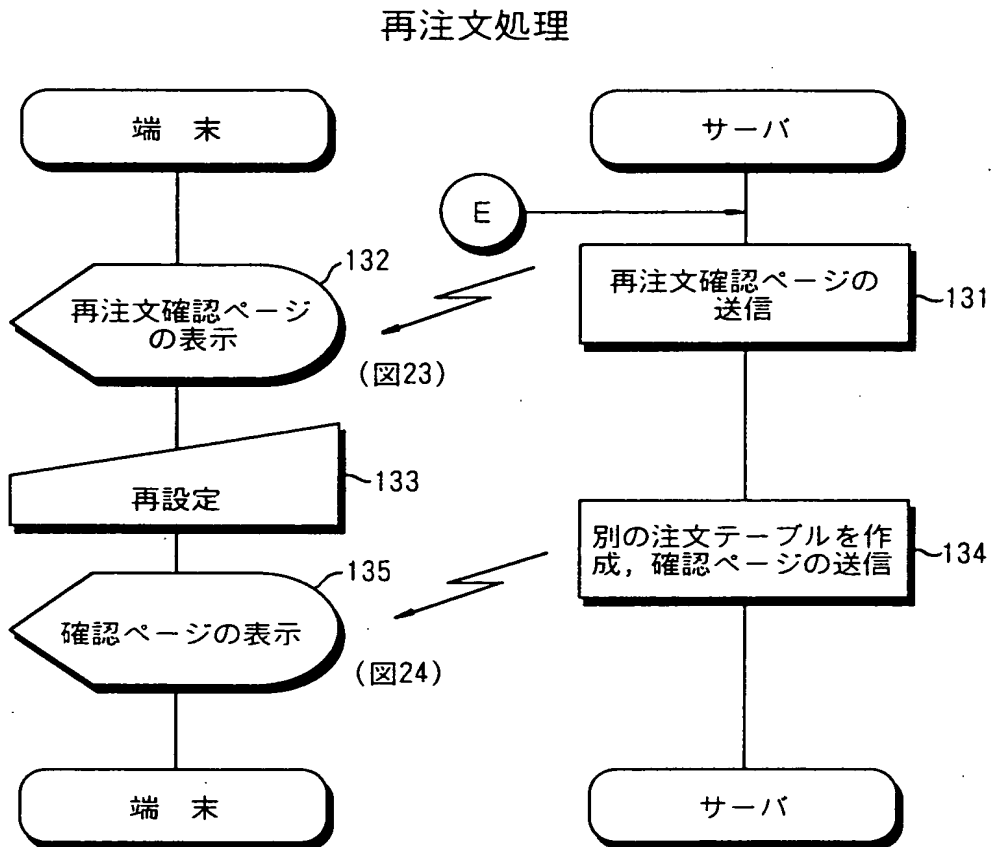 再注文処理
端 末
サーバ
E
132
再注文確認ページ
の表示
(図23)
再注文確認ページの
送信
131
133
再設定
135
確認ページの表示
(図24)
別の注文テーブルを作
成,確認ページの送信
134
端 末
サーバ